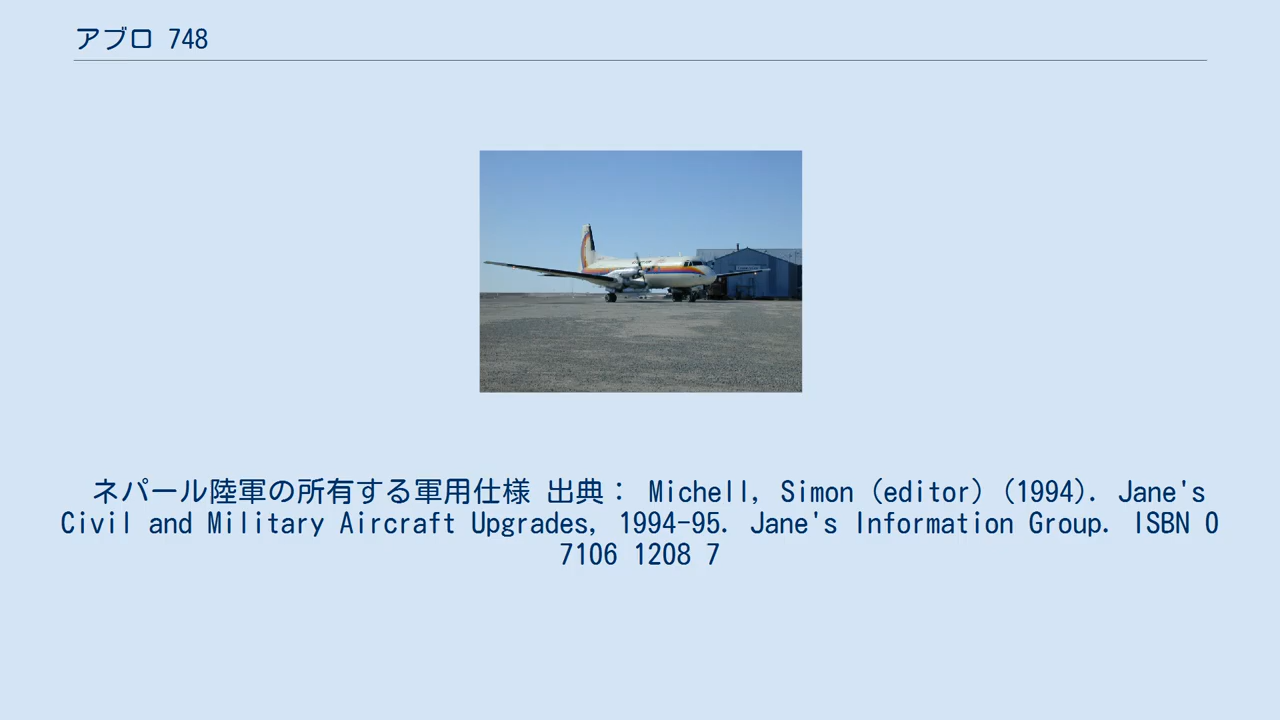 アブロ 748
ネパール陸軍の所有する軍用仕様 出典： Michell, Simon (editor) (1994). Jane's
Civil and Military Aircraft Upgrades, 1994-95. Jane's Information Group. ISBN 0
7106 1208 7